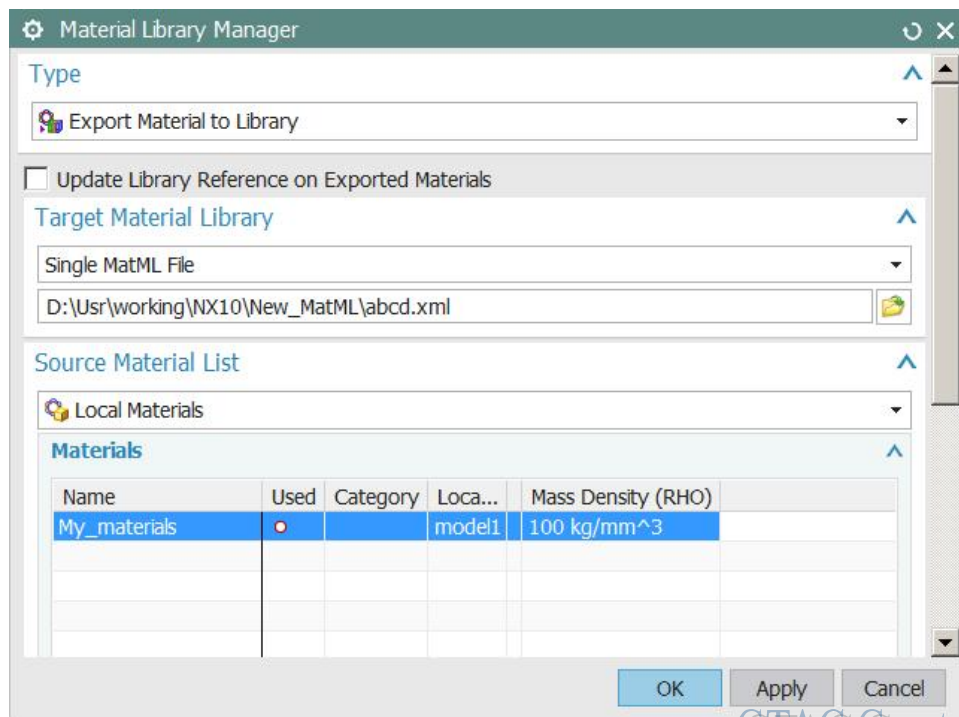 Material Library Manager
Type
Export Material to Library
Update Library Reference on Exported Materials
Target Material Library
Single MatML File
D:\Usr\working\NX10\New_MatML\abcd.xml
Source Material List
Local Materials
Materials
Name Used Category Loca... Mass Density (RHO)
My_materials model1 100 kg/mm^3
OK Apply Cancel